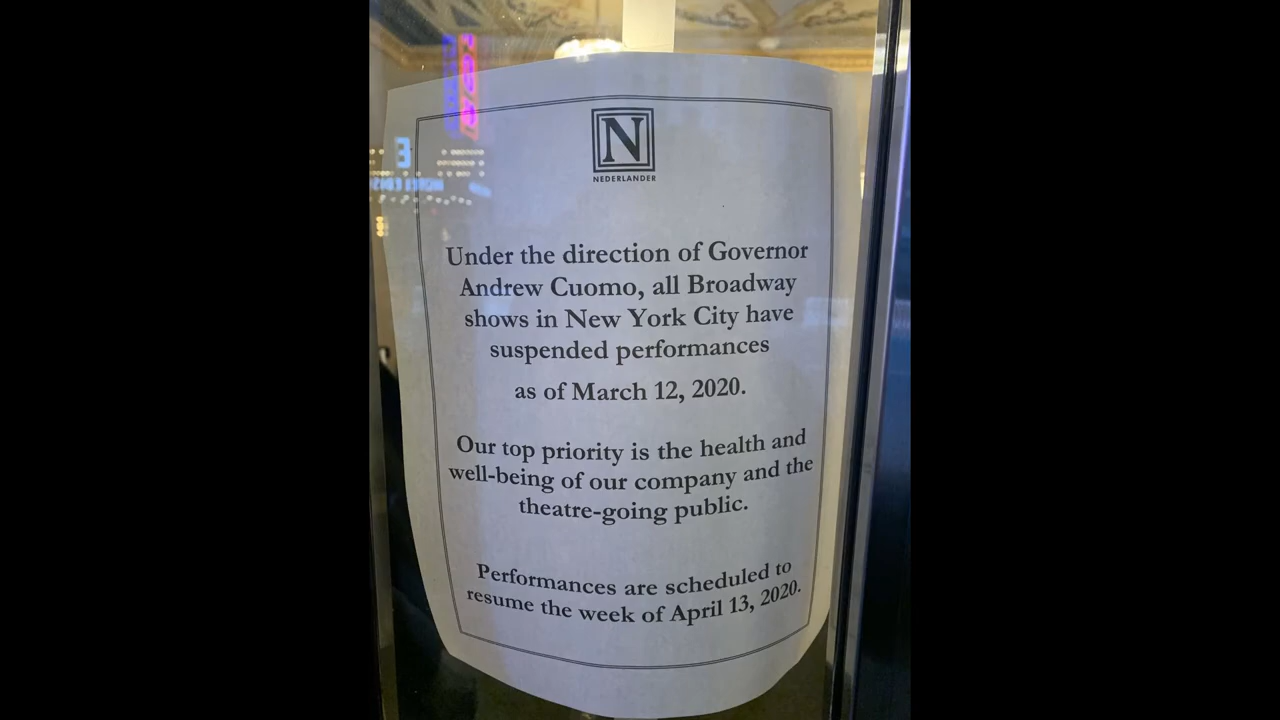 N
NEDERLANDER
Under the direction of Governor
Andrew Cuomo, all Broadway
shows in New York City have
suspended performances
as of March 12, 2020.
Our top priority is the health and
well-being of our company and the
theatre-going public.
Performances are scheduled to
resume the week of April 13, 2020.